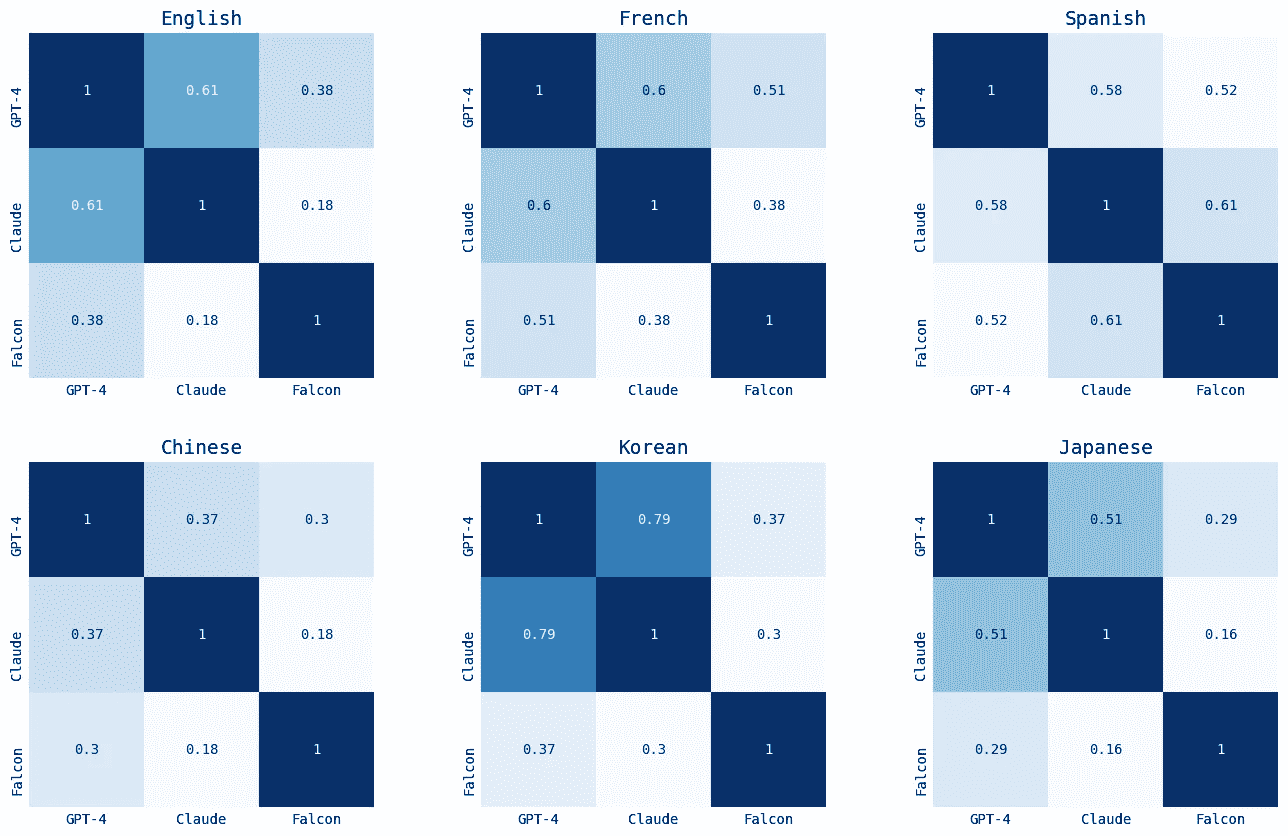 English
GPT-4 1 0.61 0.38
Claude 0.61 1 0.18
Falcon 0.38 0.18 1
GPT-4 Claude Falcon
French
GPT-4 1 0.6 0.51
Claude 0.6 1 0.38
Falcon 0.51 0.38 1
GPT-4 Claude Falcon
Spanish
GPT-4 1 0.58 0.52
Claude 0.58 1 0.61
Falcon 0.52 0.61 1
GPT-4 Claude Falcon
Chinese
GPT-4 1 0.37 0.3
Claude 0.37 1 0.18
Falcon 0.3 0.18 1
GPT-4 Claude Falcon
Korean
GPT-4 1 0.79 0.37
Claude 0.79 1 0.3
Falcon 0.37 0.3 1
GPT-4 Claude Falcon
Japanese
GPT-4 1 0.51 0.29
Claude 0.51 1 0.16
Falcon 0.29 0.16 1
GPT-4 Claude Falcon